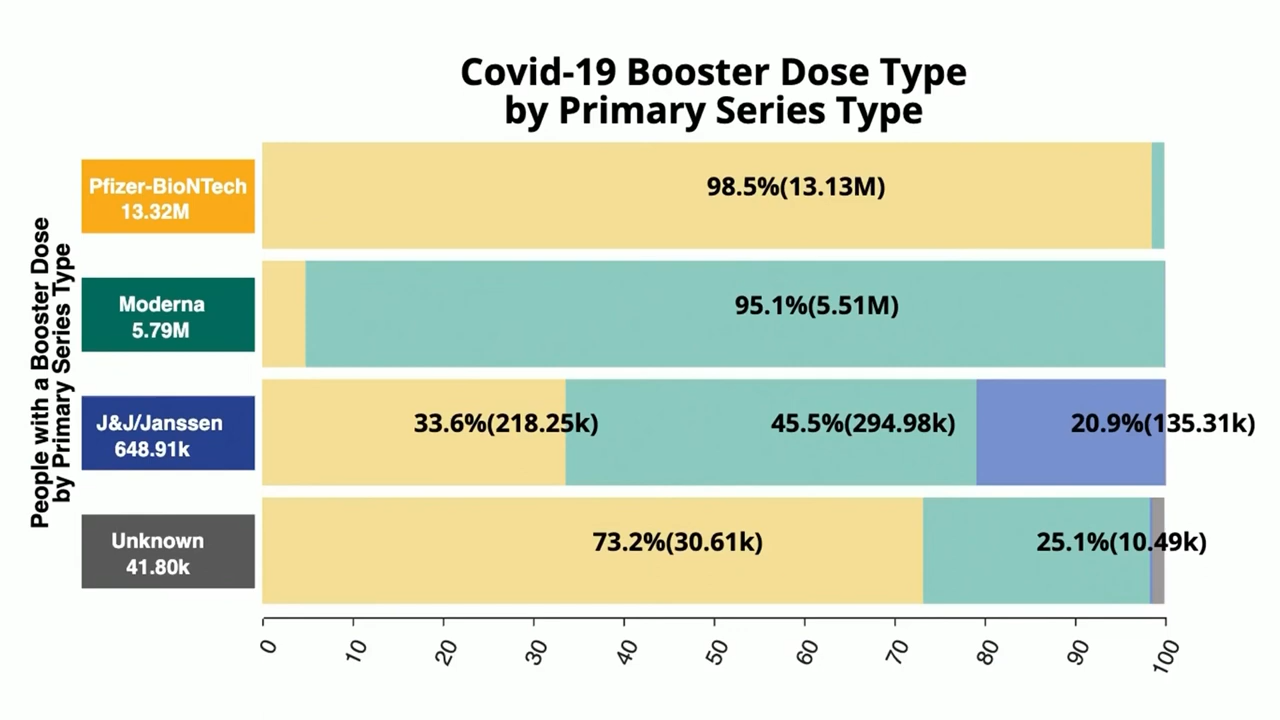 Covid-19 Booster Dose Type
by Primary Series Type
People with a Booster Dose
by Primary Series Type
Pfizer-BioNTech
13.32M
98.5%(13.13M)
Moderna
5.79M
95.1%(5.51M)
J&J/Janssen
648.91k
33.6%(218.25k)
45.5%(294.98k)
20.9%(135.31k)
Unknown
41.80k
73.2%(30.61k)
25.1%(10.49k)
0
10
20
30
40
50
60
70
80
90
100